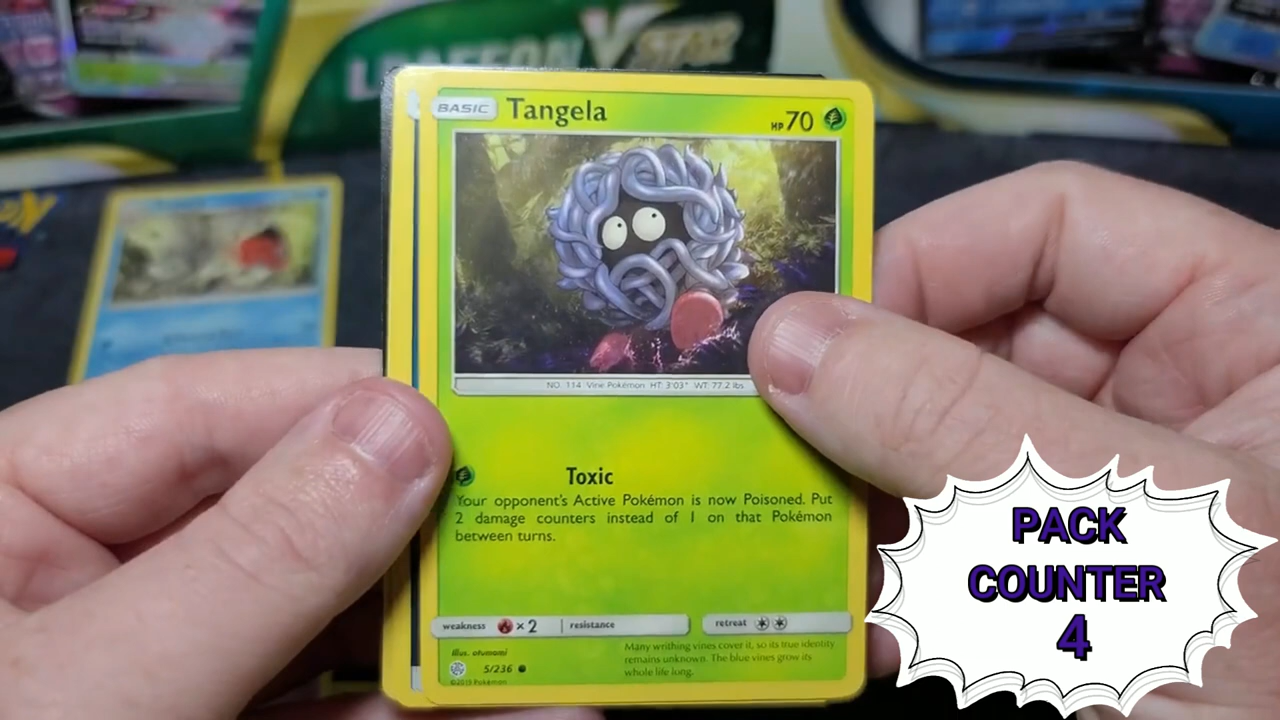 LEAFEON VSTAR
BASIC Tangela HP 70
NO. 114 Vine Pokémon HT: 3'03" WT: 77.2 lbs
Toxic
Your opponent's Active Pokémon is now Poisoned. Put
2 damage counters instead of 1 on that Pokémon
between turns.
weakness ×2 resistance retreat
Illus. otumami
5/236
©2019 Pokémon
Many writhing vines cover it, so its true identity
remains unknown. The blue vines grow its
whole life long.
PACK
COUNTER
4